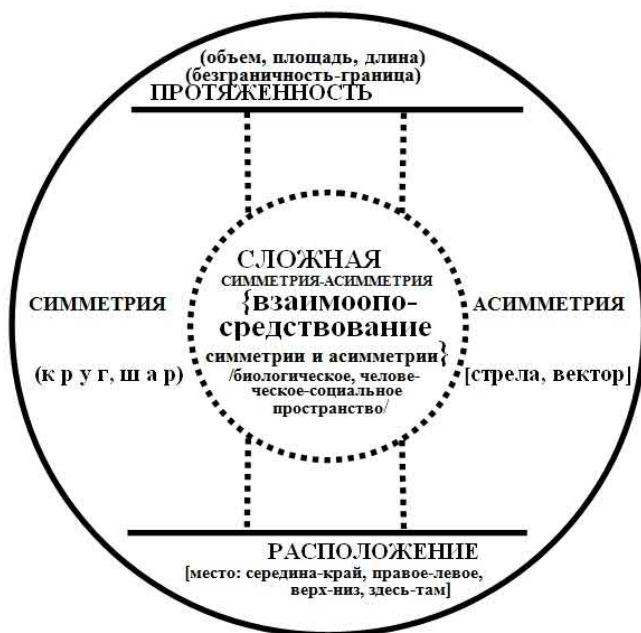 (объем, площадь, длина)
(безграничность-граница)
ПРОТЯЖЕННОСТЬ
СЛОЖНАЯ
СИММЕТРИЯ-АСИММЕТРИЯ
{взаимоопо-
средствование
симметрии и асимметрии}
/биологическое, челове-
ческое-социальное
пространство/
СИММЕТРИЯ
(к р у г, ш а р)
АСИММЕТРИЯ
[стрела, вектор]
РАСПОЛОЖЕНИЕ
[место: середина-край, правое-левое,
верх-низ, здесь-там]